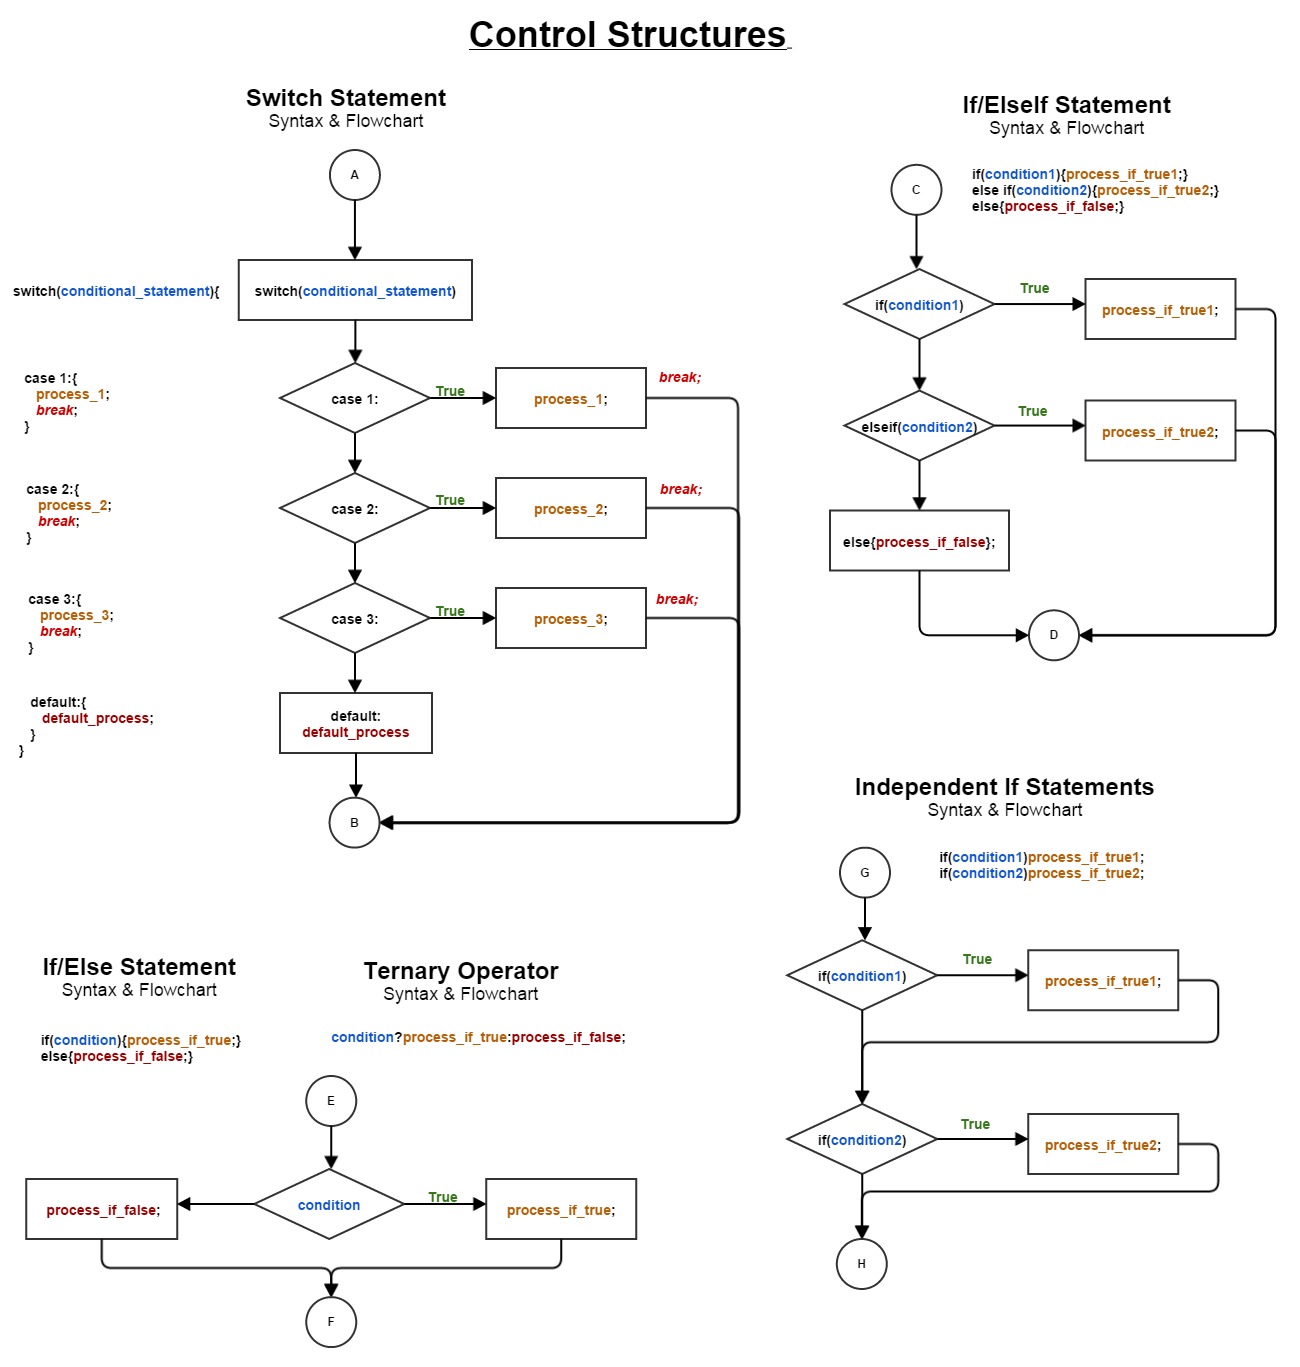 Control Structures
Switch Statement
Syntax & Flowchart
A
switch(conditional_statement){
switch(conditional_statement)
case 1:{
process_1;
break;
}
case 1:
True
process_1;
break;
case 2:{
process_2;
break;
}
case 2:
True
process_2;
break;
case 3:{
process_3;
break;
}
case 3:
True
process_3;
break;
default:{
default_process;
}
}
default:
default_process
B
If/ElseIf Statement
Syntax & Flowchart
C
if(condition1){process_if_true1;}
else if(condition2){process_if_true2;}
else{process_if_false;}
if(condition1)
True
process_if_true1;
elseif(condition2)
True
process_if_true2;
else{process_if_false};
D
Independent If Statements
Syntax & Flowchart
G
if(condition1)process_if_true1;
if(condition2)process_if_true2;
if(condition1)
True
process_if_true1;
if(condition2)
True
process_if_true2;
H
If/Else Statement
Syntax & Flowchart
if(condition){process_if_true;}
else{process_if_false;}
Ternary Operator
Syntax & Flowchart
condition?process_if_true:process_if_false;
E
process_if_false;
condition
True
process_if_true;
F